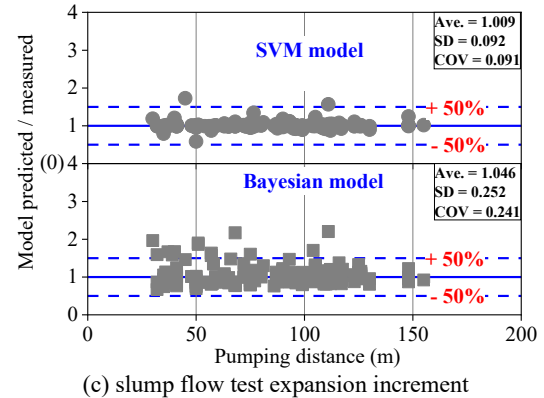 4
SVM model
Ave. = 1.009
SD = 0.092
COV = 0.091
3
2
+ 50%
1
- 50%
(0)
4
Bayesian model
Ave. = 1.046
SD = 0.252
COV = 0.241
3
2
+ 50%
1
- 50%
0
Model predicted / measured
0 50 100 150 200
Pumping distance (m)
(c) slump flow test expansion increment